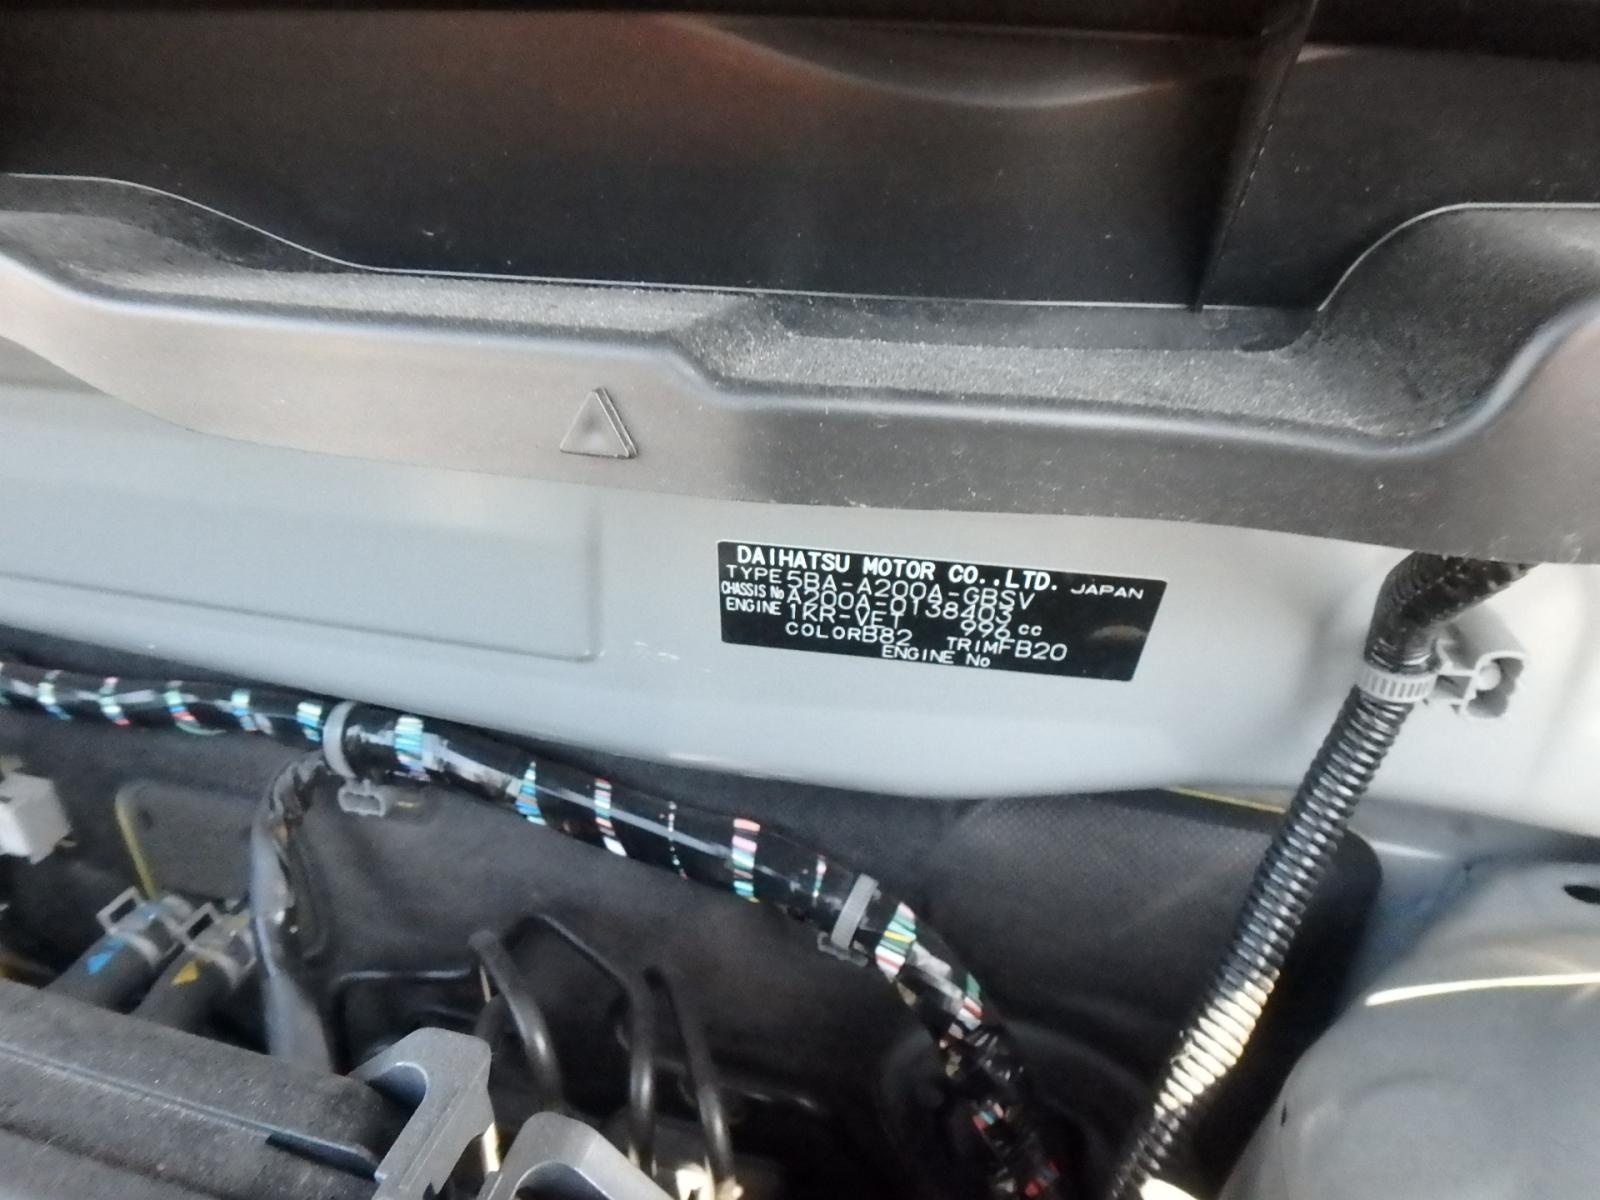 DAIHATSU MOTOR CO.,LTD. JAPAN
TYPE 5BA-A200A-GBSV
CHASSIS No A200A-0138403
ENGINE 1KR-VET 996 cc
COLOR B82 TRIM FB20
ENGINE No